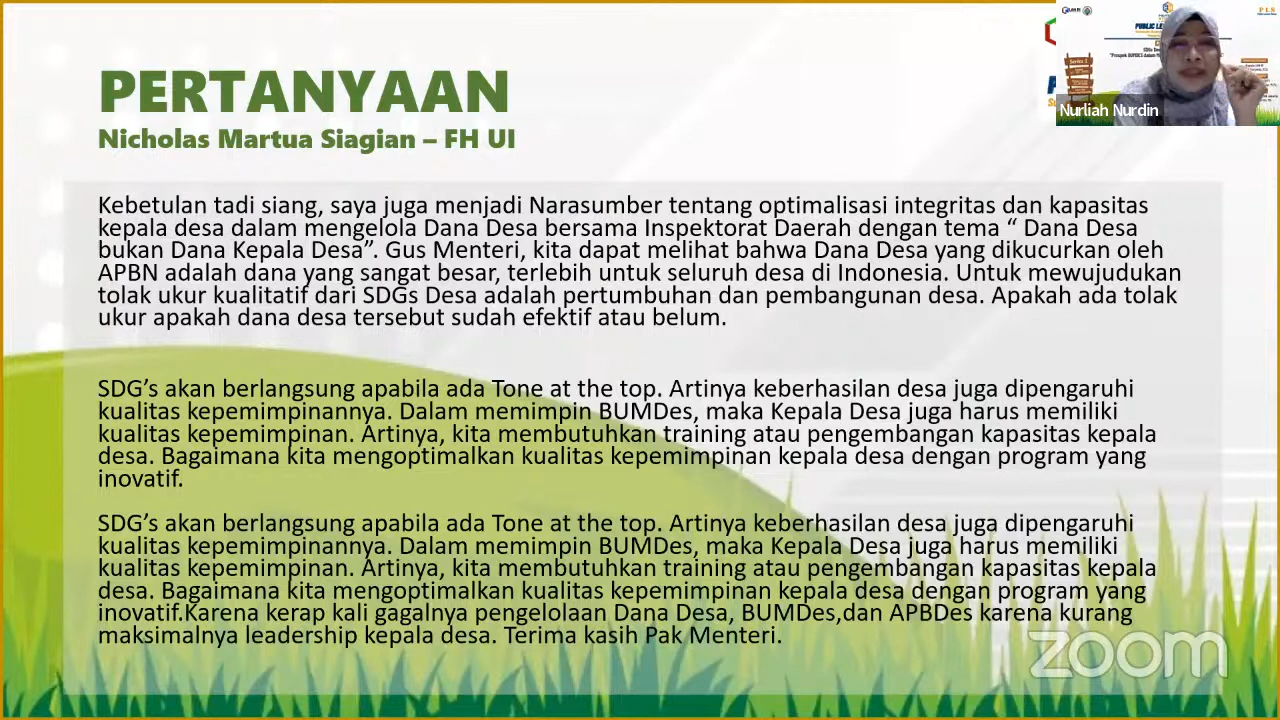 PERTANYAAN
Nicholas Martua Siagian – FH UI
Kebetulan tadi siang, saya juga menjadi Narasumber tentang optimalisasi integritas dan kapasitas
kepala desa dalam mengelola Dana Desa bersama Inspektorat Daerah dengan tema “ Dana Desa
bukan Dana Kepala Desa”. Gus Menteri, kita dapat melihat bahwa Dana Desa yang dikucurkan oleh
APBN adalah dana yang sangat besar, terlebih untuk seluruh desa di Indonesia. Untuk mewujudukan
tolak ukur kualitatif dari SDGs Desa adalah pertumbuhan dan pembangunan desa. Apakah ada tolak
ukur apakah dana desa tersebut sudah efektif atau belum.
SDG’s akan berlangsung apabila ada Tone at the top. Artinya keberhasilan desa juga dipengaruhi
kualitas kepemimpinannya. Dalam memimpin BUMDes, maka Kepala Desa juga harus memiliki
kualitas kepemimpinan. Artinya, kita membutuhkan training atau pengembangan kapasitas kepala
desa. Bagaimana kita mengoptimalkan kualitas kepemimpinan kepala desa dengan program yang
inovatif.
SDG’s akan berlangsung apabila ada Tone at the top. Artinya keberhasilan desa juga dipengaruhi
kualitas kepemimpinannya. Dalam memimpin BUMDes, maka Kepala Desa juga harus memiliki
kualitas kepemimpinan. Artinya, kita membutuhkan training atau pengembangan kapasitas kepala
desa. Bagaimana kita mengoptimalkan kualitas kepemimpinan kepala desa dengan program yang
inovatif.Karena kerap kali gagalnya pengelolaan Dana Desa, BUMDes,dan APBDes karena kurang
maksimalnya leadership kepala desa. Terima kasih Pak Menteri.
Nurliah Nurdin
zoom